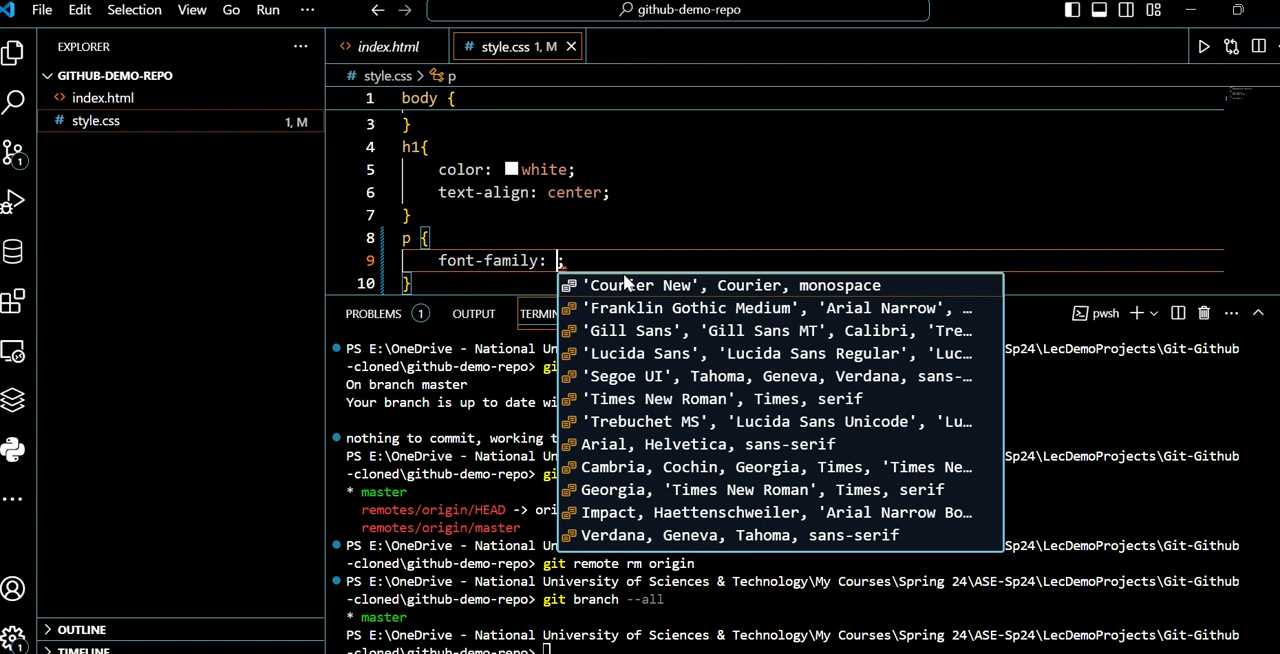 File Edit Selection View Go Run ··· github-demo-repo
EXPLORER ···
GITHUB-DEMO-REPO
<> index.html
# style.css 1, M
<> index.html
# style.css 1, M
# style.css > p
1 body {
3 }
4 h1{
5 color: white;
6 text-align: center;
7 }
8 p {
9 font-family: ;
10 }
'Courier New', Courier, monospace
'Franklin Gothic Medium', 'Arial Narrow', …
'Gill Sans', 'Gill Sans MT', Calibri, 'Tre…
'Lucida Sans', 'Lucida Sans Regular', 'Luc…
'Segoe UI', Tahoma, Geneva, Verdana, sans-…
'Times New Roman', Times, serif
'Trebuchet MS', 'Lucida Sans Unicode', 'Lu…
Arial, Helvetica, sans-serif
Cambria, Cochin, Georgia, Times, 'Times Ne…
Georgia, 'Times New Roman', Times, serif
Impact, Haettenschweiler, 'Arial Narrow Bo…
Verdana, Geneva, Tahoma, sans-serif
PROBLEMS 1 OUTPUT TERMIN pwsh
PS E:\OneDrive - National Un Sp24\LecDemoProjects\Git-Github
-cloned\github-demo-repo> gi
On branch master
Your branch is up to date wi
nothing to commit, working t
PS E:\OneDrive - National Un Sp24\LecDemoProjects\Git-Github
-cloned\github-demo-repo> gi
* master
remotes/origin/HEAD -> ori
remotes/origin/master
PS E:\OneDrive - National Un Sp24\LecDemoProjects\Git-Github
-cloned\github-demo-repo> git remote rm origin
PS E:\OneDrive - National University of Sciences & Technology\My Courses\Spring 24\ASE-Sp24\LecDemoProjects\Git-Github
-cloned\github-demo-repo> git branch --all
* master
PS E:\OneDrive - National University of Sciences & Technology\My Courses\Spring 24\ASE-Sp24\LecDemoProjects\Git-Github
-cloned\github-demo-repo>
OUTLINE
TIMELINE
1
1